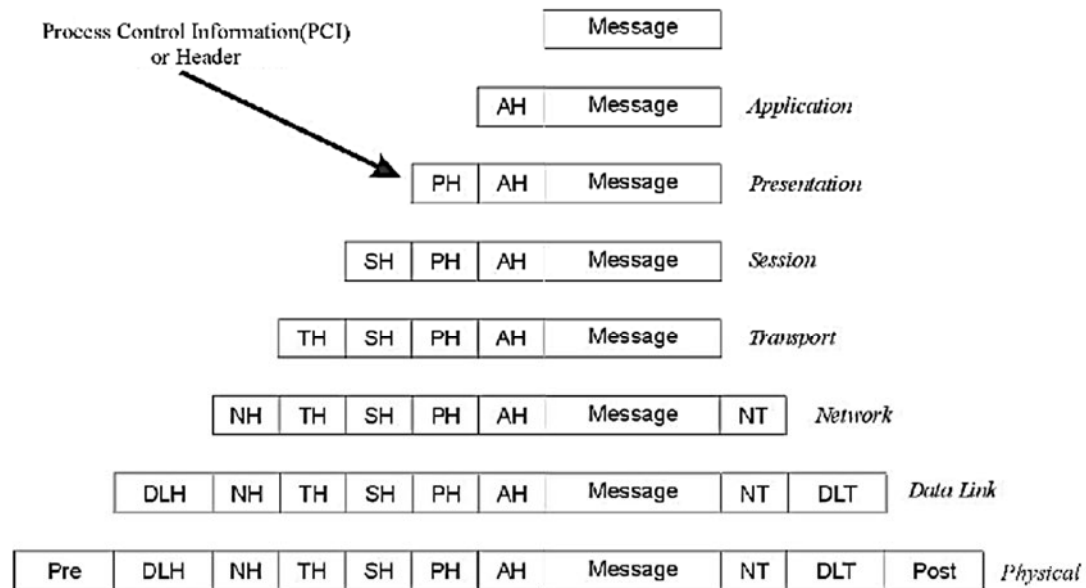 Process Control Information(PCI)
or Header
Message
AH Message Application
PH AH Message Presentation
SH PH AH Message Session
TH SH PH AH Message Transport
NH TH SH PH AH Message NT Network
DLH NH TH SH PH AH Message NT DLT Data Link
Pre DLH NH TH SH PH AH Message NT DLT Post Physical